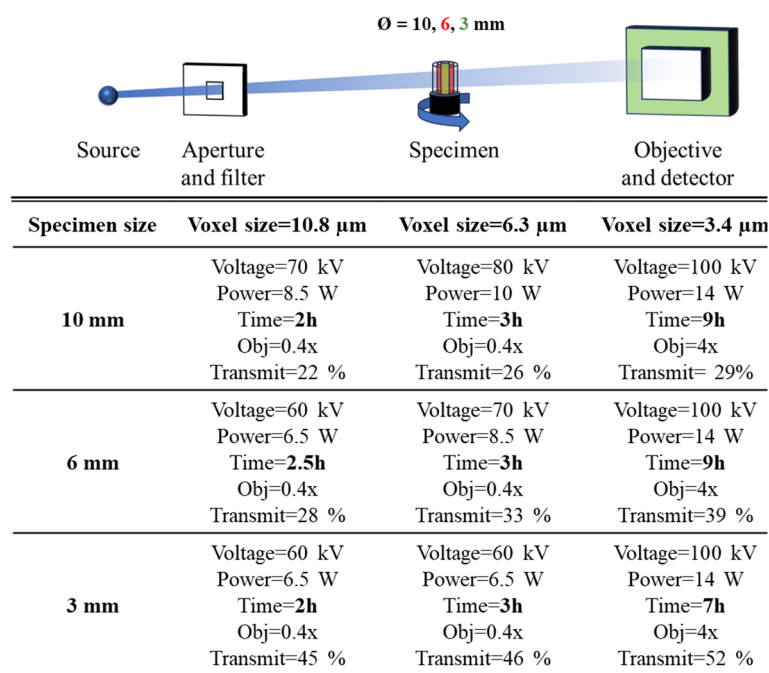 Ø = 10, 6, 3 mm
Source
Aperture
and filter
Specimen
Objective
and detector
Specimen size Voxel size=10.8 µm Voxel size=6.3 µm Voxel size=3.4 µm
10 mm
Voltage=70 kV
Power=8.5 W
Time=2h
Obj=0.4x
Transmit=22 %
Voltage=80 kV
Power=10 W
Time=3h
Obj=0.4x
Transmit=26 %
Voltage=100 kV
Power=14 W
Time=9h
Obj=4x
Transmit= 29%
6 mm
Voltage=60 kV
Power=6.5 W
Time=2.5h
Obj=0.4x
Transmit=28 %
Voltage=70 kV
Power=8.5 W
Time=3h
Obj=0.4x
Transmit=33 %
Voltage=100 kV
Power=14 W
Time=9h
Obj=4x
Transmit=39 %
3 mm
Voltage=60 kV
Power=6.5 W
Time=2h
Obj=0.4x
Transmit=45 %
Voltage=60 kV
Power=6.5 W
Time=3h
Obj=0.4x
Transmit=46 %
Voltage=100 kV
Power=14 W
Time=7h
Obj=4x
Transmit=52 %